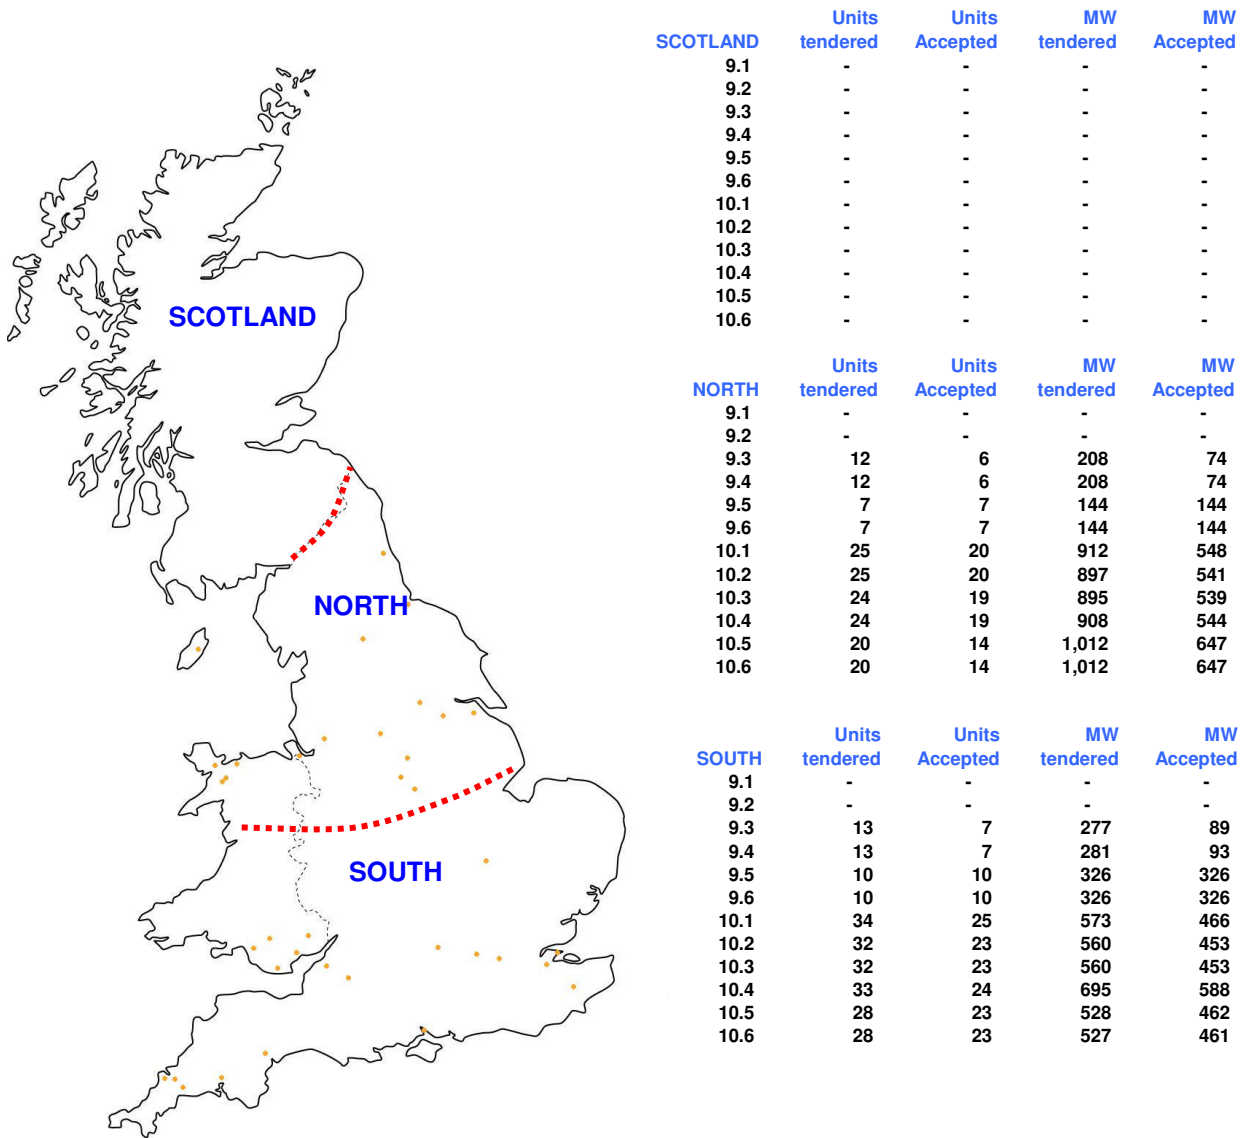 Units Units MW MW
SCOTLAND tendered Accepted tendered Accepted
9.1 - - - -
9.2 - - - -
9.3 - - - -
9.4 - - - -
9.5 - - - -
9.6 - - - -
10.1 - - - -
10.2 - - - -
10.3 - - - -
10.4 - - - -
10.5 - - - -
10.6 - - - -
SCOTLAND
Units Units MW MW
NORTH tendered Accepted tendered Accepted
9.1 - - - -
9.2 - - - -
9.3 12 6 208 74
9.4 12 6 208 74
9.5 7 7 144 144
9.6 7 7 144 144
10.1 25 20 912 548
10.2 25 20 897 541
10.3 24 19 895 539
10.4 24 19 908 544
10.5 20 14 1,012 647
10.6 20 14 1,012 647
NORTH
Units Units MW MW
SOUTH tendered Accepted tendered Accepted
9.1 - - - -
9.2 - - - -
9.3 13 7 277 89
9.4 13 7 281 93
9.5 10 10 326 326
9.6 10 10 326 326
10.1 34 25 573 466
10.2 32 23 560 453
10.3 32 23 560 453
10.4 33 24 695 588
10.5 28 23 528 462
10.6 28 23 527 461
SOUTH